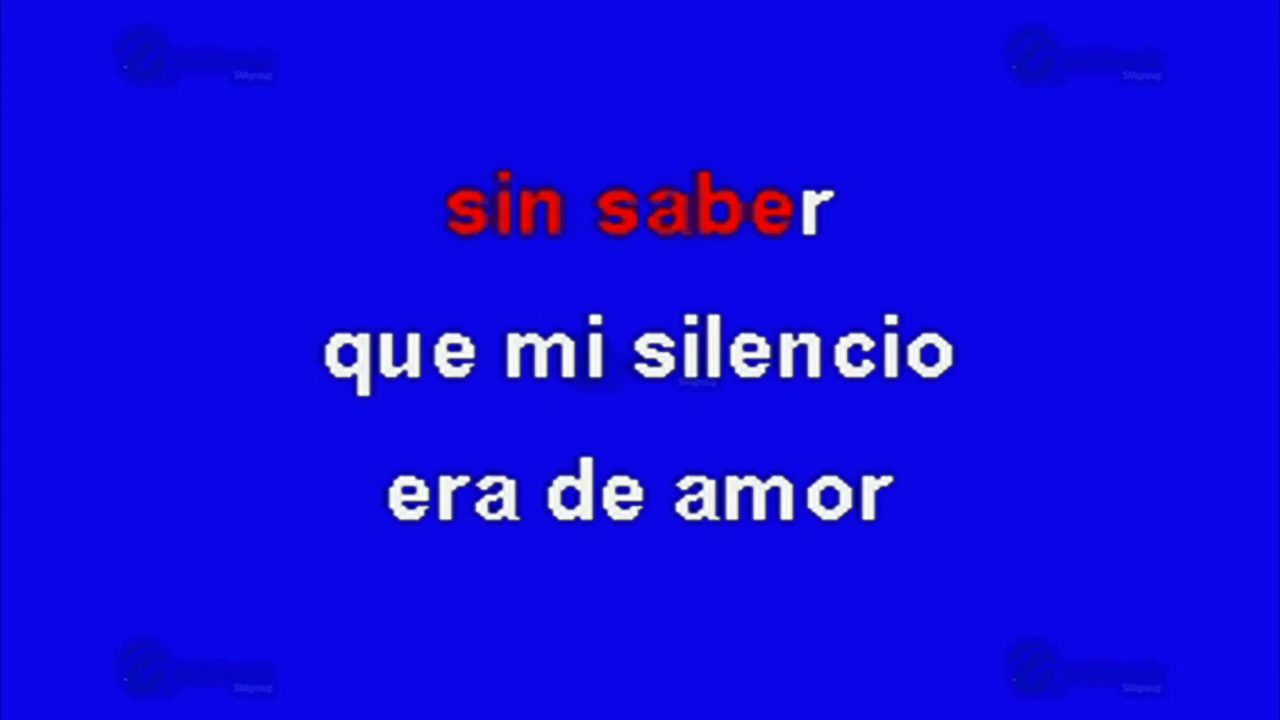 sin saber
que mi silencio
era de amor